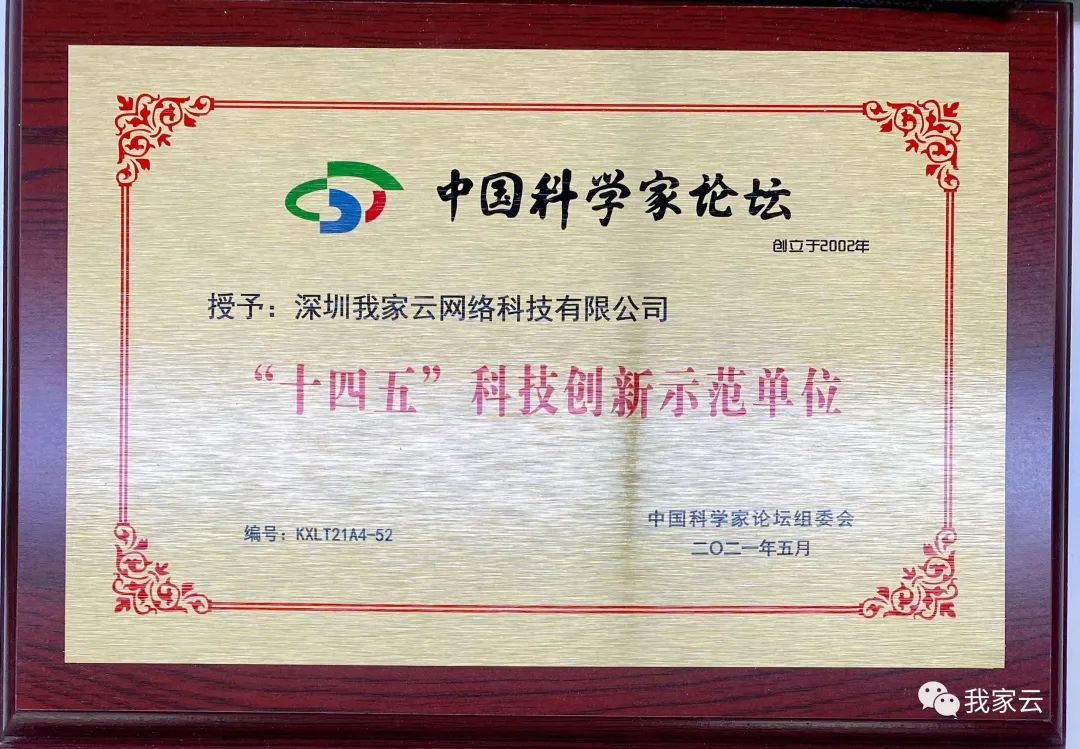 中国科学家论坛
创立于2002年
授予：深圳我家云网络科技有限公司
“十四五”科技创新示范单位
编号：KXLT21A4-52
中国科学家论坛组委会
二〇二一年五月
我家云